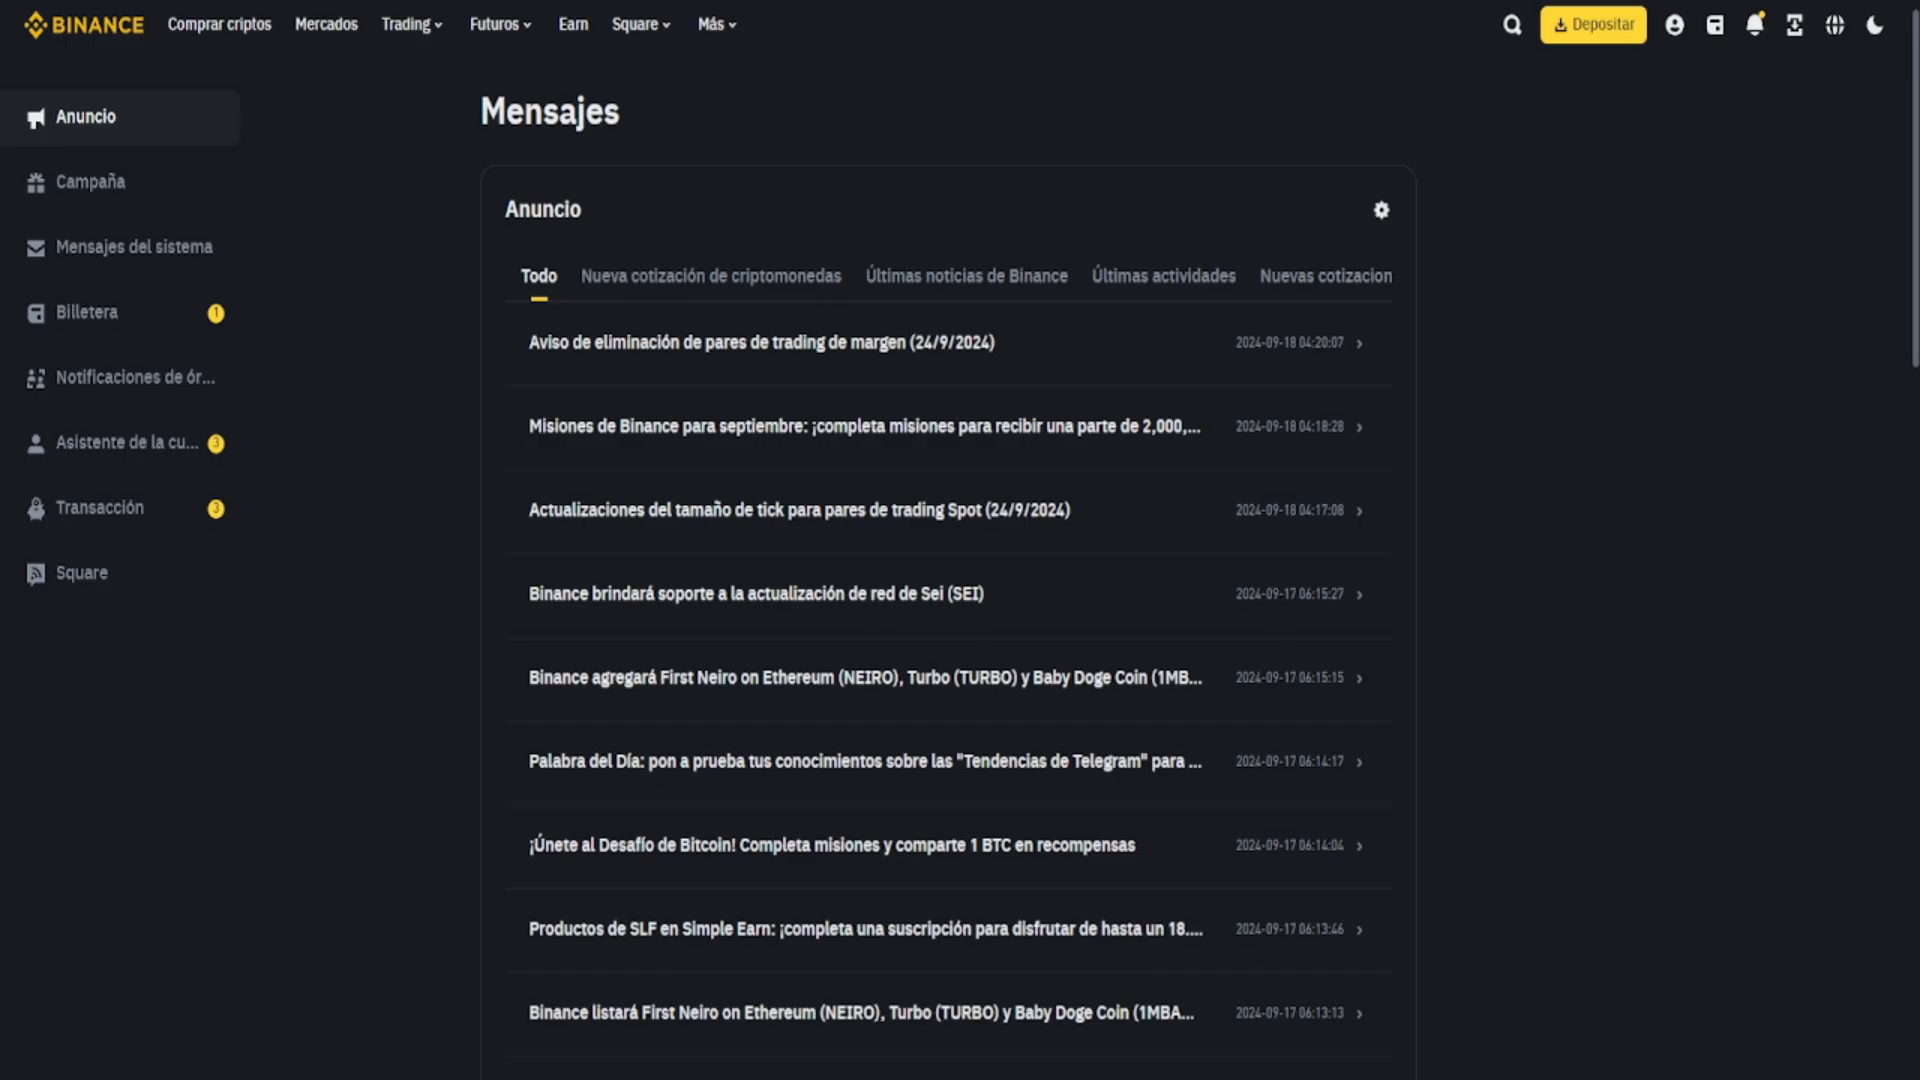 BINANCE Comprar criptos Mercados Trading Futuros Earn Square Más Depositar
Anuncio
Campaña
Mensajes del sistema
Billetera 1
Notificaciones de ór...
Asistente de la cu... 3
Transacción 3
Square
Mensajes
Anuncio
Todo Nueva cotización de criptomonedas Últimas noticias de Binance Últimas actividades Nuevas cotizacion
Aviso de eliminación de pares de trading de margen (24/9/2024) 2024-09-18 04:20:07
Misiones de Binance para septiembre: ¡completa misiones para recibir una parte de 2,000,... 2024-09-18 04:18:28
Actualizaciones del tamaño de tick para pares de trading Spot (24/9/2024) 2024-09-18 04:17:08
Binance brindará soporte a la actualización de red de Sei (SEI) 2024-09-17 06:15:27
Binance agregará First Neiro on Ethereum (NEIRO), Turbo (TURBO) y Baby Doge Coin (1MB... 2024-09-17 06:15:15
Palabra del Día: pon a prueba tus conocimientos sobre las "Tendencias de Telegram" para ... 2024-09-17 06:14:17
¡Únete al Desafío de Bitcoin! Completa misiones y comparte 1 BTC en recompensas 2024-09-17 06:14:04
Productos de SLF en Simple Earn: ¡completa una suscripción para disfrutar de hasta un 18.... 2024-09-17 06:13:46
Binance listará First Neiro on Ethereum (NEIRO), Turbo (TURBO) y Baby Doge Coin (1MBA... 2024-09-17 06:13:13